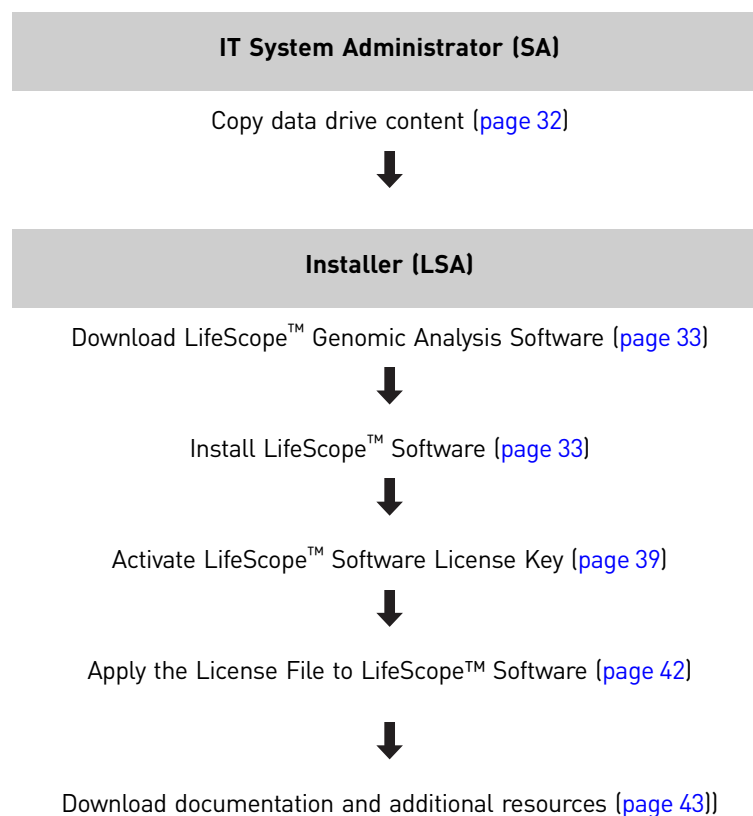 IT System Administrator (SA)
Copy data drive content (page 32)
Installer (LSA)
Download LifeScope™ Genomic Analysis Software (page 33)
Install LifeScope™ Software (page 33)
Activate LifeScope™ Software License Key (page 39)
Apply the License File to LifeScope™ Software (page 42)
Download documentation and additional resources (page 43))